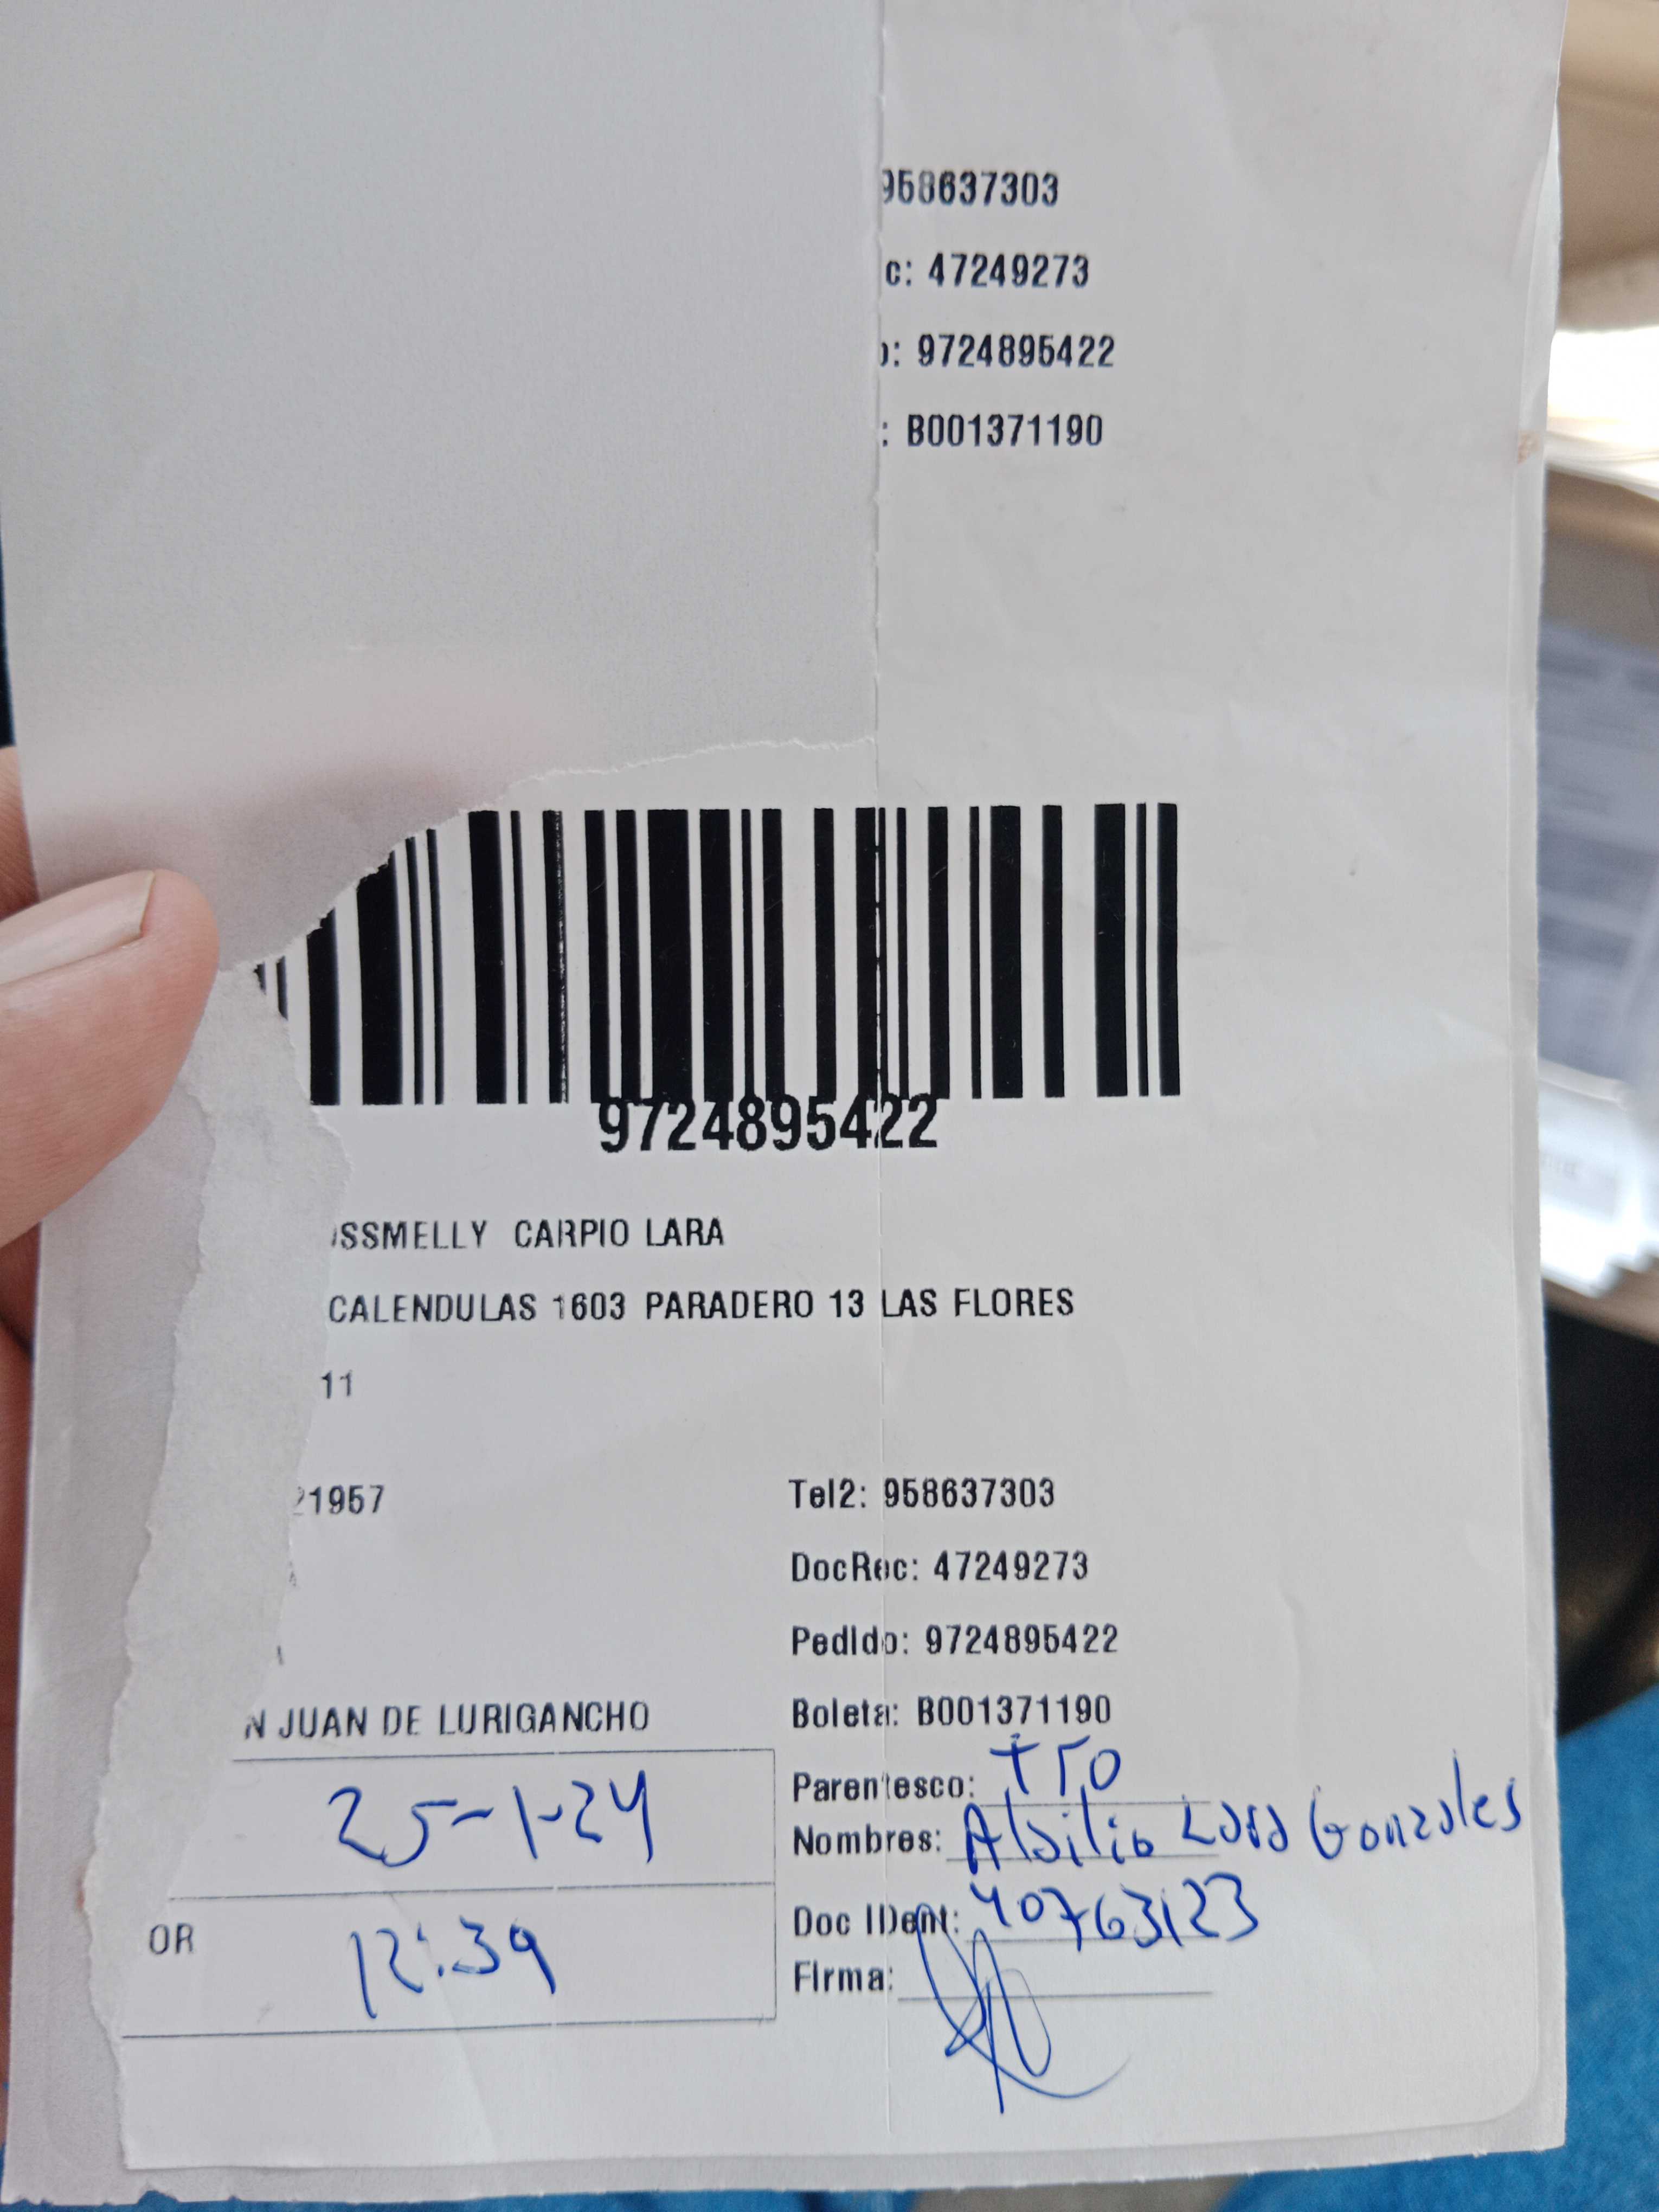 958637303
c: 47249273
: 9724895422
: B001371190
9724895422
SSMELLY CARPIO LARA
CALENDULAS 1603 PARADERO 13 LAS FLORES
11
21957
Tel2: 958637303
DocRec: 47249273
PedIdo: 9724895422
Boleta: B001371190
N JUAN DE LURIGANCHO
25-1-24
Parentesco: TIO
Nombres: Abilio Lara Gonzales
OR
12:39
Doc IDent: 40763123
FIrma: